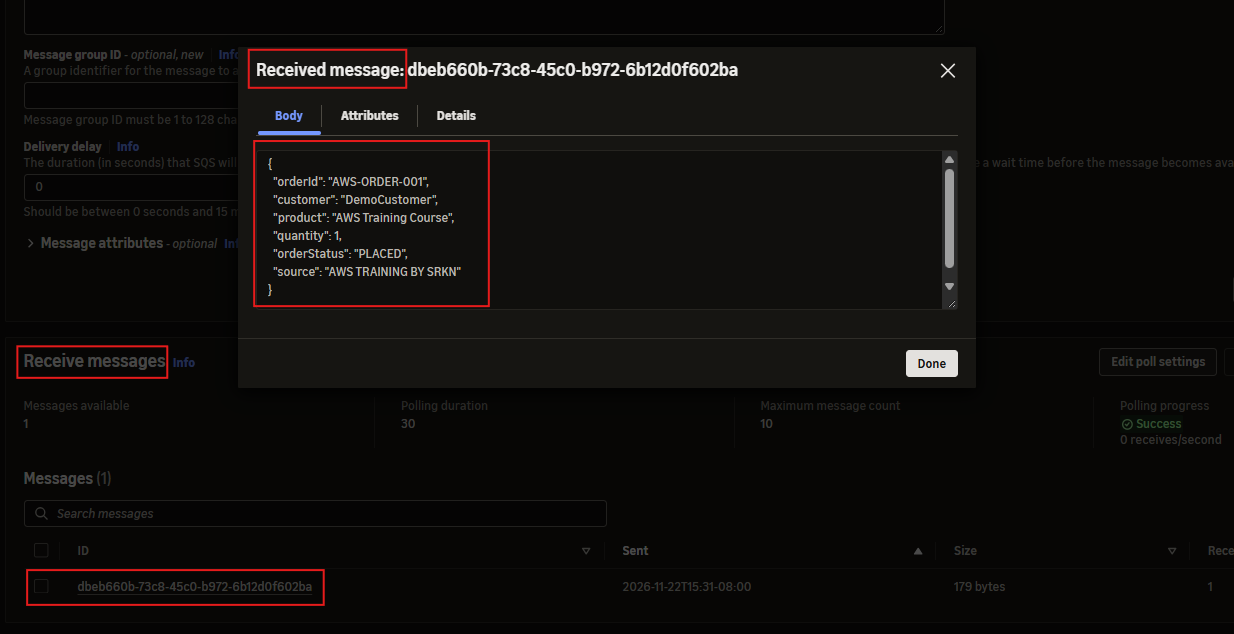 Message group ID - optional, new Info
A group identifier for the message to a
Message group ID must be 1 to 128 cha
Delivery delay Info
The duration (in seconds) that SQS will
a wait time before the message becomes ava
0
Should be between 0 seconds and 15 m
Message attributes - optional Inf
Received message: dbeb660b-73c8-45c0-b972-6b12d0f602ba
Body Attributes Details
{
"orderId": "AWS-ORDER-001",
"customer": "DemoCustomer",
"product": "AWS Training Course",
"quantity": 1,
"orderStatus": "PLACED",
"source": "AWS TRAINING BY SRKN"
}
Done
Receive messages Info
Edit poll settings
Messages available
1
Polling duration
30
Maximum message count
10
Polling progress
Success
0 receives/second
Messages (1)
Search messages
ID Sent Size Rece
dbeb660b-73c8-45c0-b972-6b12d0f602ba 2026-11-22T15:31-08:00 179 bytes 1